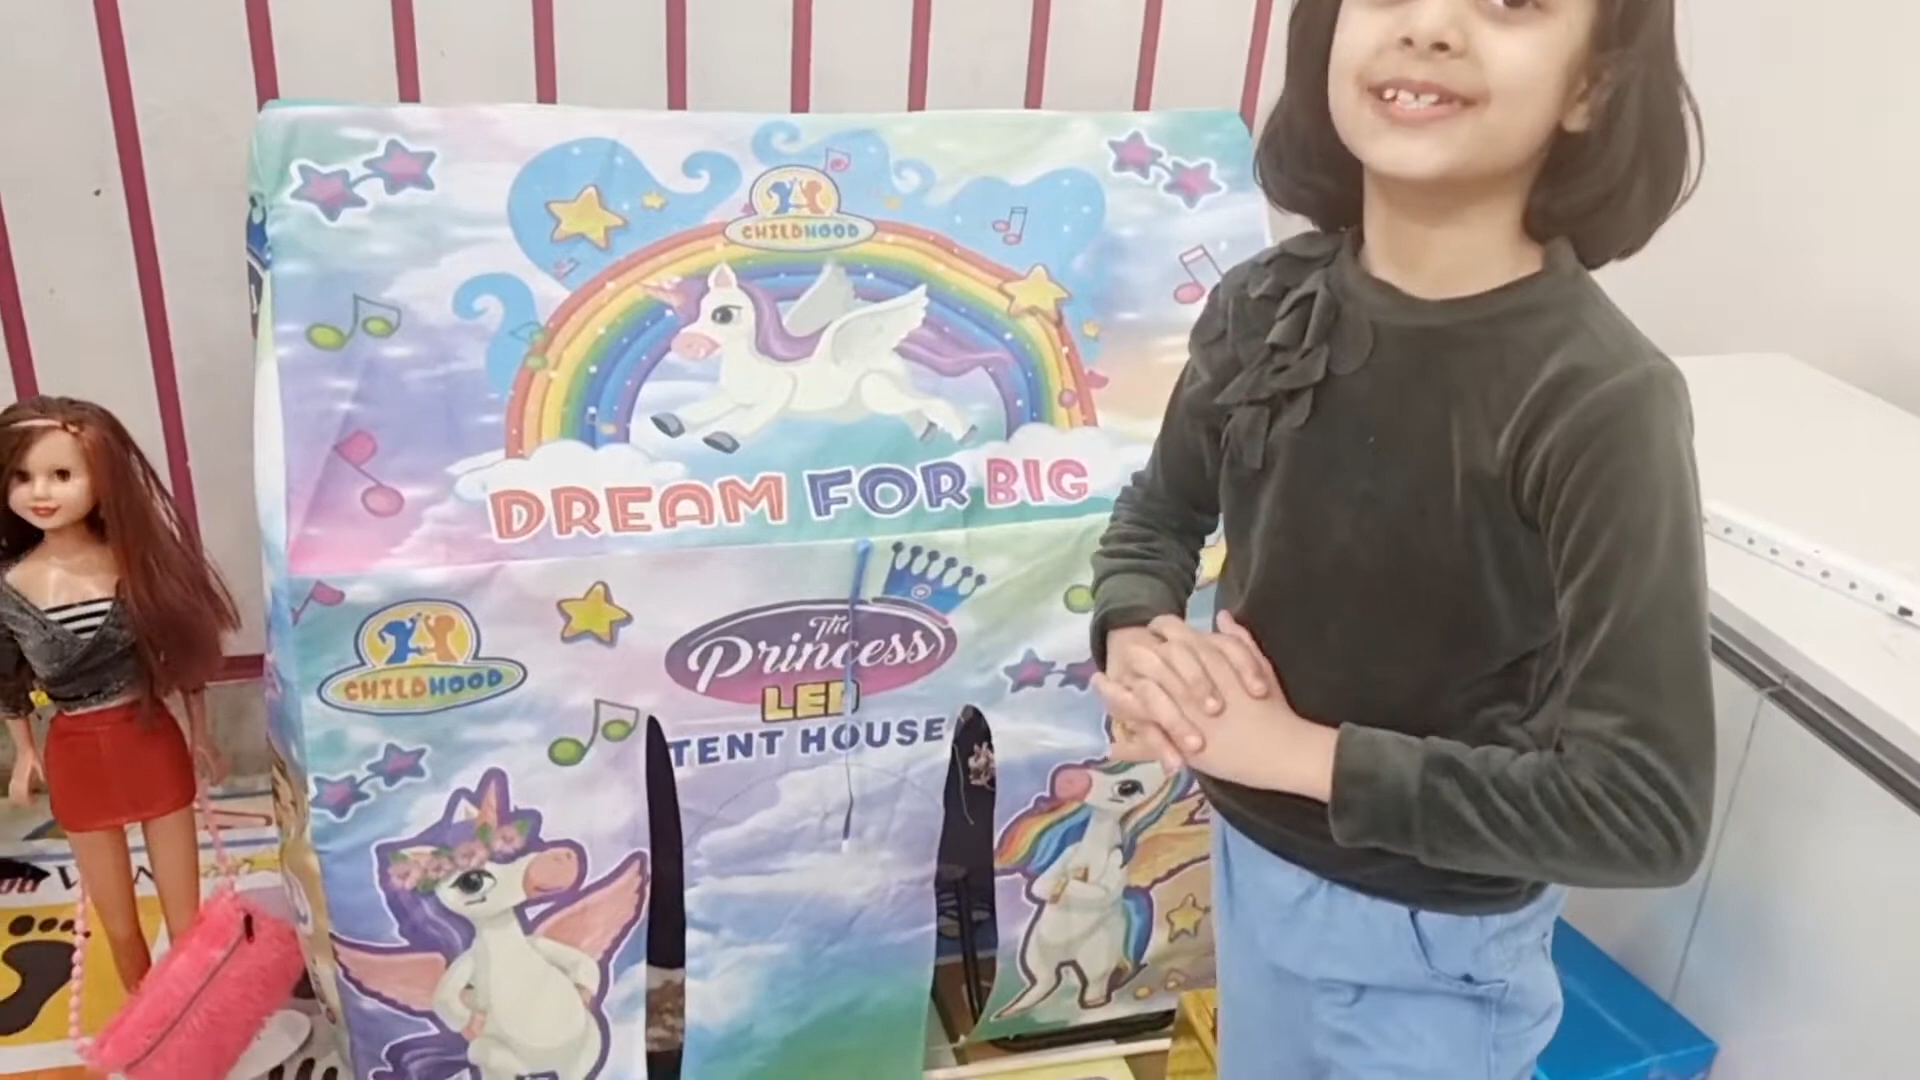 CHILDHOOD
DREAM FOR BIG
CHILDHOOD
The
Princess
LED
TENT HOUSE